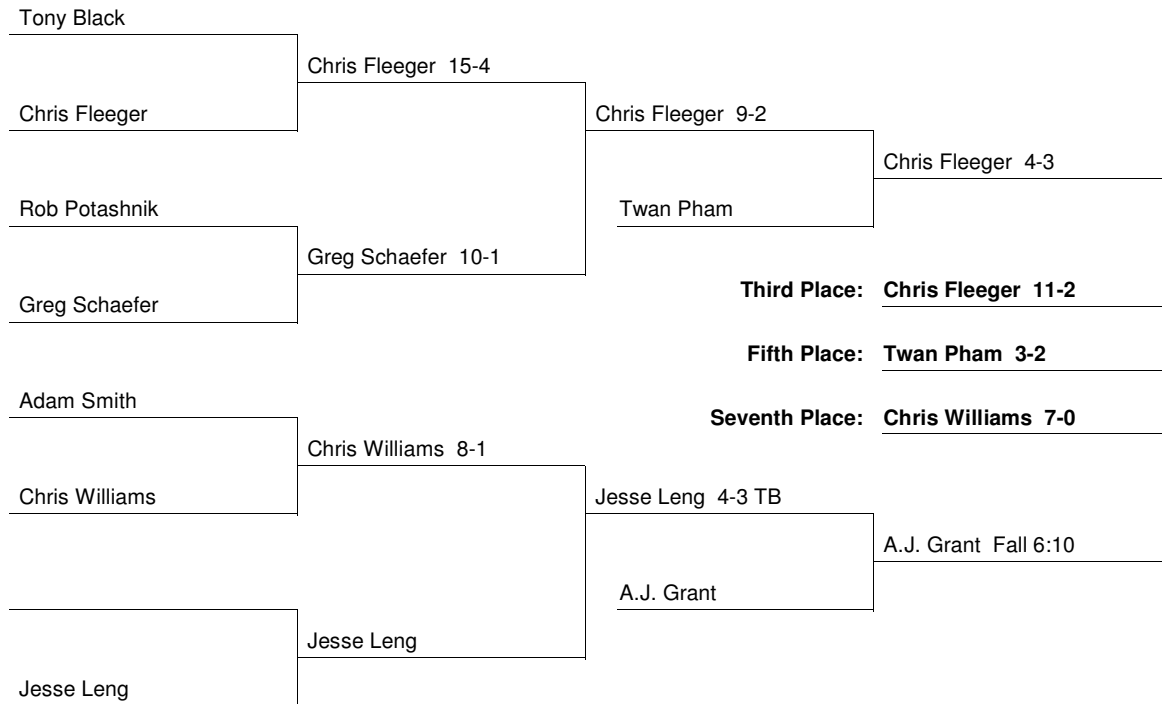 Tony Black
Chris Fleeger 15-4
Chris Fleeger
Chris Fleeger 9-2
Chris Fleeger 4-3
Rob Potashnik
Twan Pham
Greg Schaefer 10-1
Third Place: Chris Fleeger 11-2
Greg Schaefer
Fifth Place: Twan Pham 3-2
Adam Smith
Seventh Place: Chris Williams 7-0
Chris Williams 8-1
Chris Williams
Jesse Leng 4-3 TB
A.J. Grant Fall 6:10
A.J. Grant
Jesse Leng
Jesse Leng